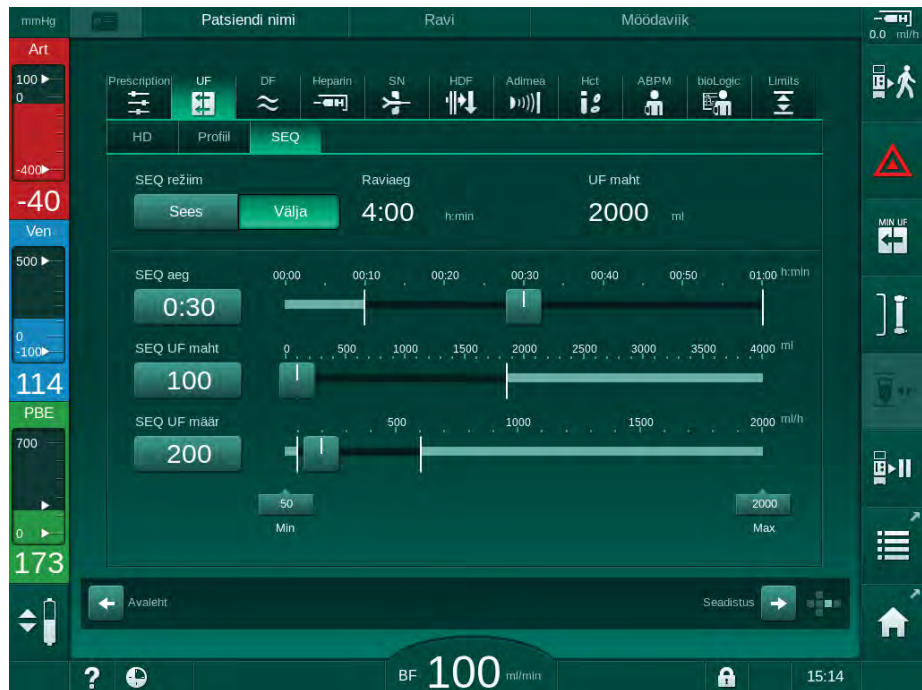 mmHg Patsiendi nimi Ravi Möödaviik 0.0 ml/h
Art
100
0
-400
-40
Ven
500
0
-100
114
PBE
700
0
173
Prescription UF DF Heparin SN HDF Adimea Hct ABPM bioLogic Limits
HD Profiil SEQ
SEQ režiim Raviaeg UF maht
Sees Välja 4:00 h:min 2000 ml
SEQ aeg 00:00 00:10 00:20 00:30 00:40 00:50 01:00 h:min
0:30
SEQ UF maht 0 500 1000 1500 2000 2500 3000 3500 4000 ml
100
SEQ UF määr 500 1000 1500 2000 ml/h
200
50 2000
Min Max
MIN UF
Avaleht Seadistus
BF 100 ml/min
? 15:14